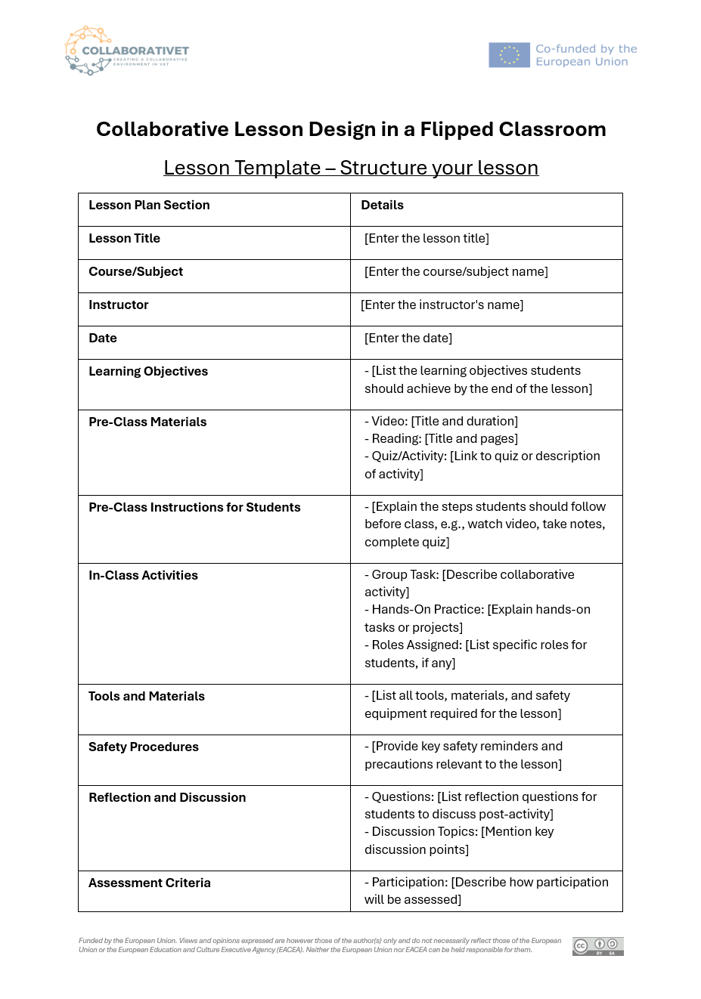 COLLABORATIVET
CREATING A COLLABORATIVE
ENVIRONMENT IN VET
Co-funded by the
European Union
Collaborative Lesson Design in a Flipped Classroom
Lesson Template – Structure your lesson
Lesson Plan Section
Details
Lesson Title
[Enter the lesson title]
Course/Subject
[Enter the course/subject name]
Instructor
[Enter the instructor's name]
Date
[Enter the date]
Learning Objectives
- [List the learning objectives students
should achieve by the end of the lesson]
Pre-Class Materials
- Video: [Title and duration]
- Reading: [Title and pages]
- Quiz/Activity: [Link to quiz or description
of activity]
Pre-Class Instructions for Students
- [Explain the steps students should follow
before class, e.g., watch video, take notes,
complete quiz]
In-Class Activities
- Group Task: [Describe collaborative
activity]
- Hands-On Practice: [Explain hands-on
tasks or projects]
- Roles Assigned: [List specific roles for
students, if any]
Tools and Materials
- [List all tools, materials, and safety
equipment required for the lesson]
Safety Procedures
- [Provide key safety reminders and
precautions relevant to the lesson]
Reflection and Discussion
- Questions: [List reflection questions for
students to discuss post-activity]
- Discussion Topics: [Mention key
discussion points]
Assessment Criteria
- Participation: [Describe how participation
will be assessed]
Funded by the European Union. Views and opinions expressed are however those of the author(s) only and do not necessarily reflect those of the European
Union or the European Education and Culture Executive Agency (EACEA). Neither the European Union nor EACEA can be held responsible for them.
cc
BY SA